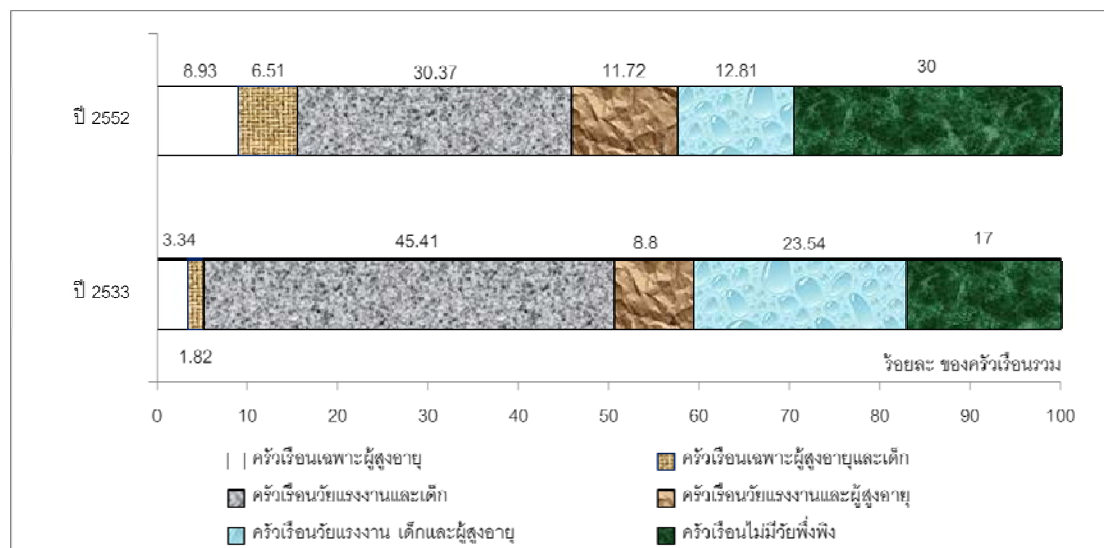 8.93 6.51 30.37 11.72 12.81 30
ปี 2552
3.34 45.41 8.8 23.54 17
ปี 2533
1.82
ร้อยละ ของครัวเรือนรวม
0 10 20 30 40 50 60 70 80 90 100
ครัวเรือนเฉพาะผู้สูงอายุ ครัวเรือนเฉพาะผู้สูงอายุและเด็ก
ครัวเรือนวัยแรงงานและเด็ก ครัวเรือนวัยแรงงานและผู้สูงอายุ
ครัวเรือนวัยแรงงาน เด็กและผู้สูงอายุ ครัวเรือนไม่มีวัยพึ่งพิง